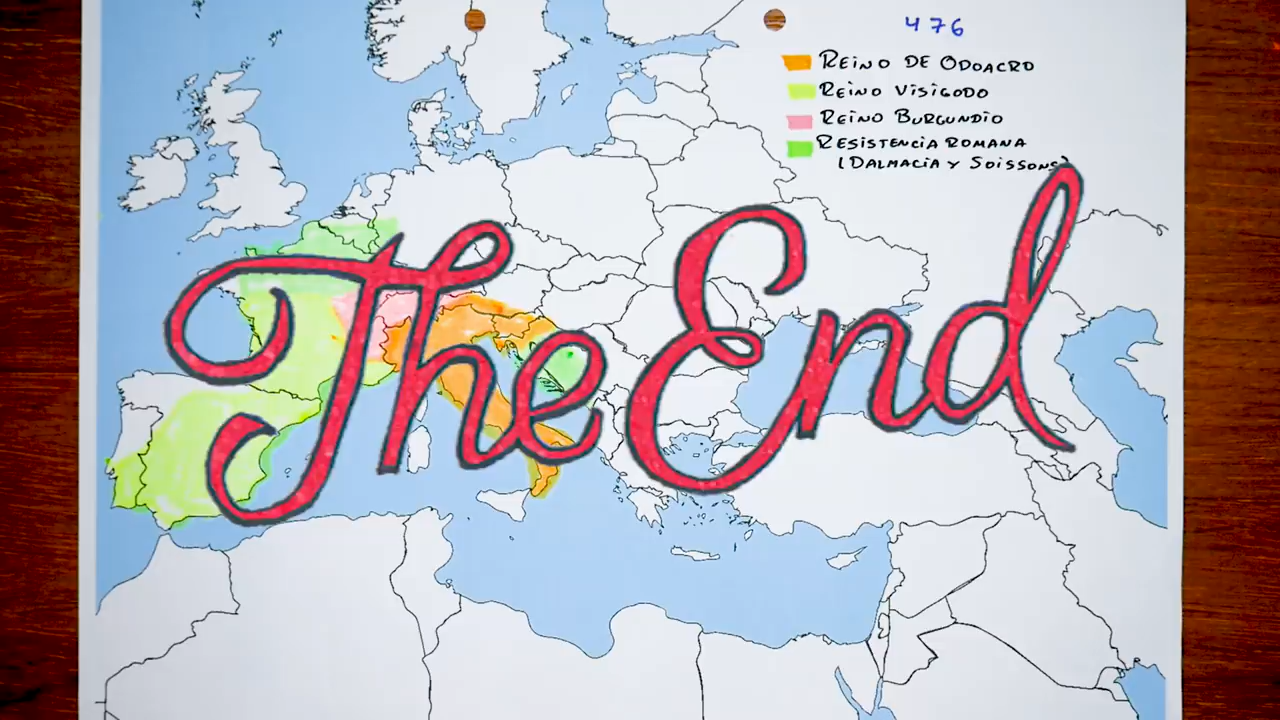 476
REINO DE ODOACRO
REINO VISIGODO
REINO BURGUNDIO
RESISTENCIA ROMANA
(DALMACIA Y SOISSONS)
The End